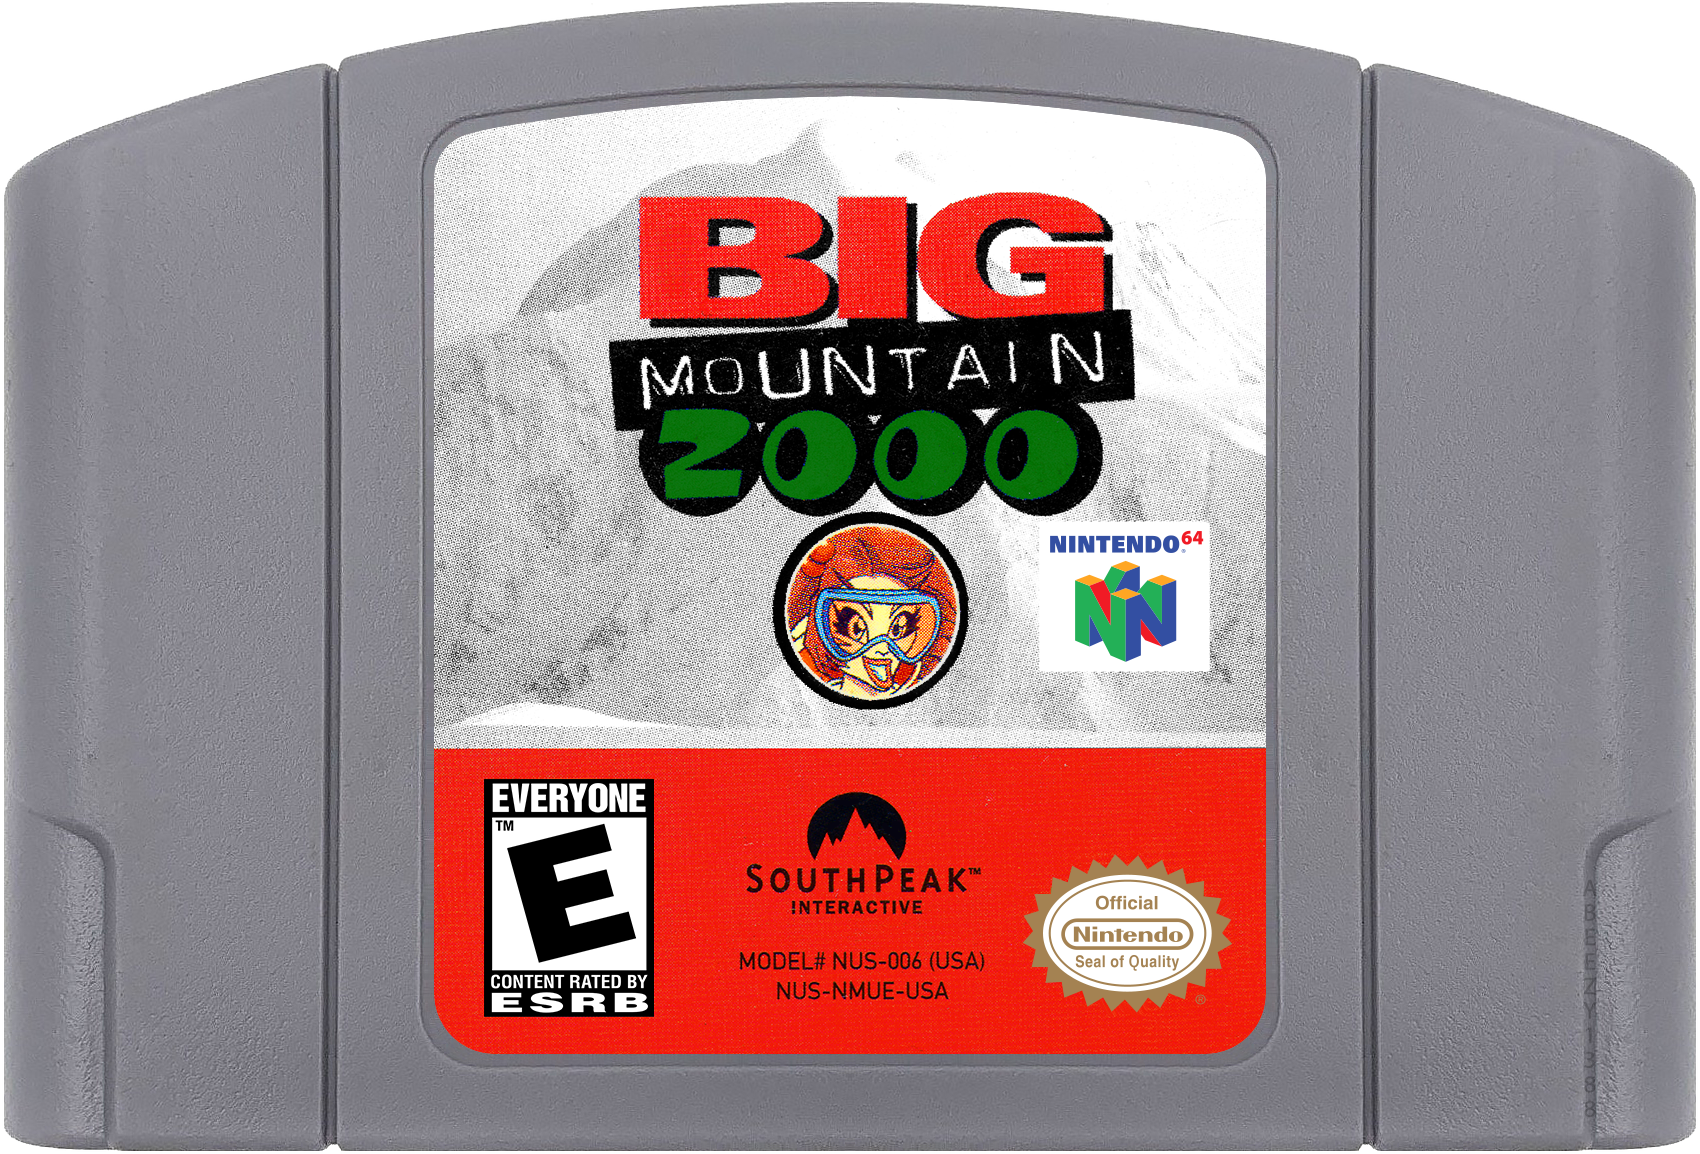 BIG
MOUNTAIN
2000
NINTENDO64®
EVERYONE
™
E
CONTENT RATED BY
ESRB
SOUTHPEAK™
INTERACTIVE
MODEL# NUS-006 (USA)
NUS-NMUE-USA
Official
Nintendo
Seal of Quality
®